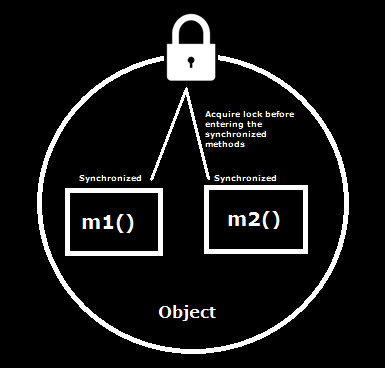 Acquire lock before
entering the
synchronized
methods
Synchronized
Synchronized
m1()
m2()
Object